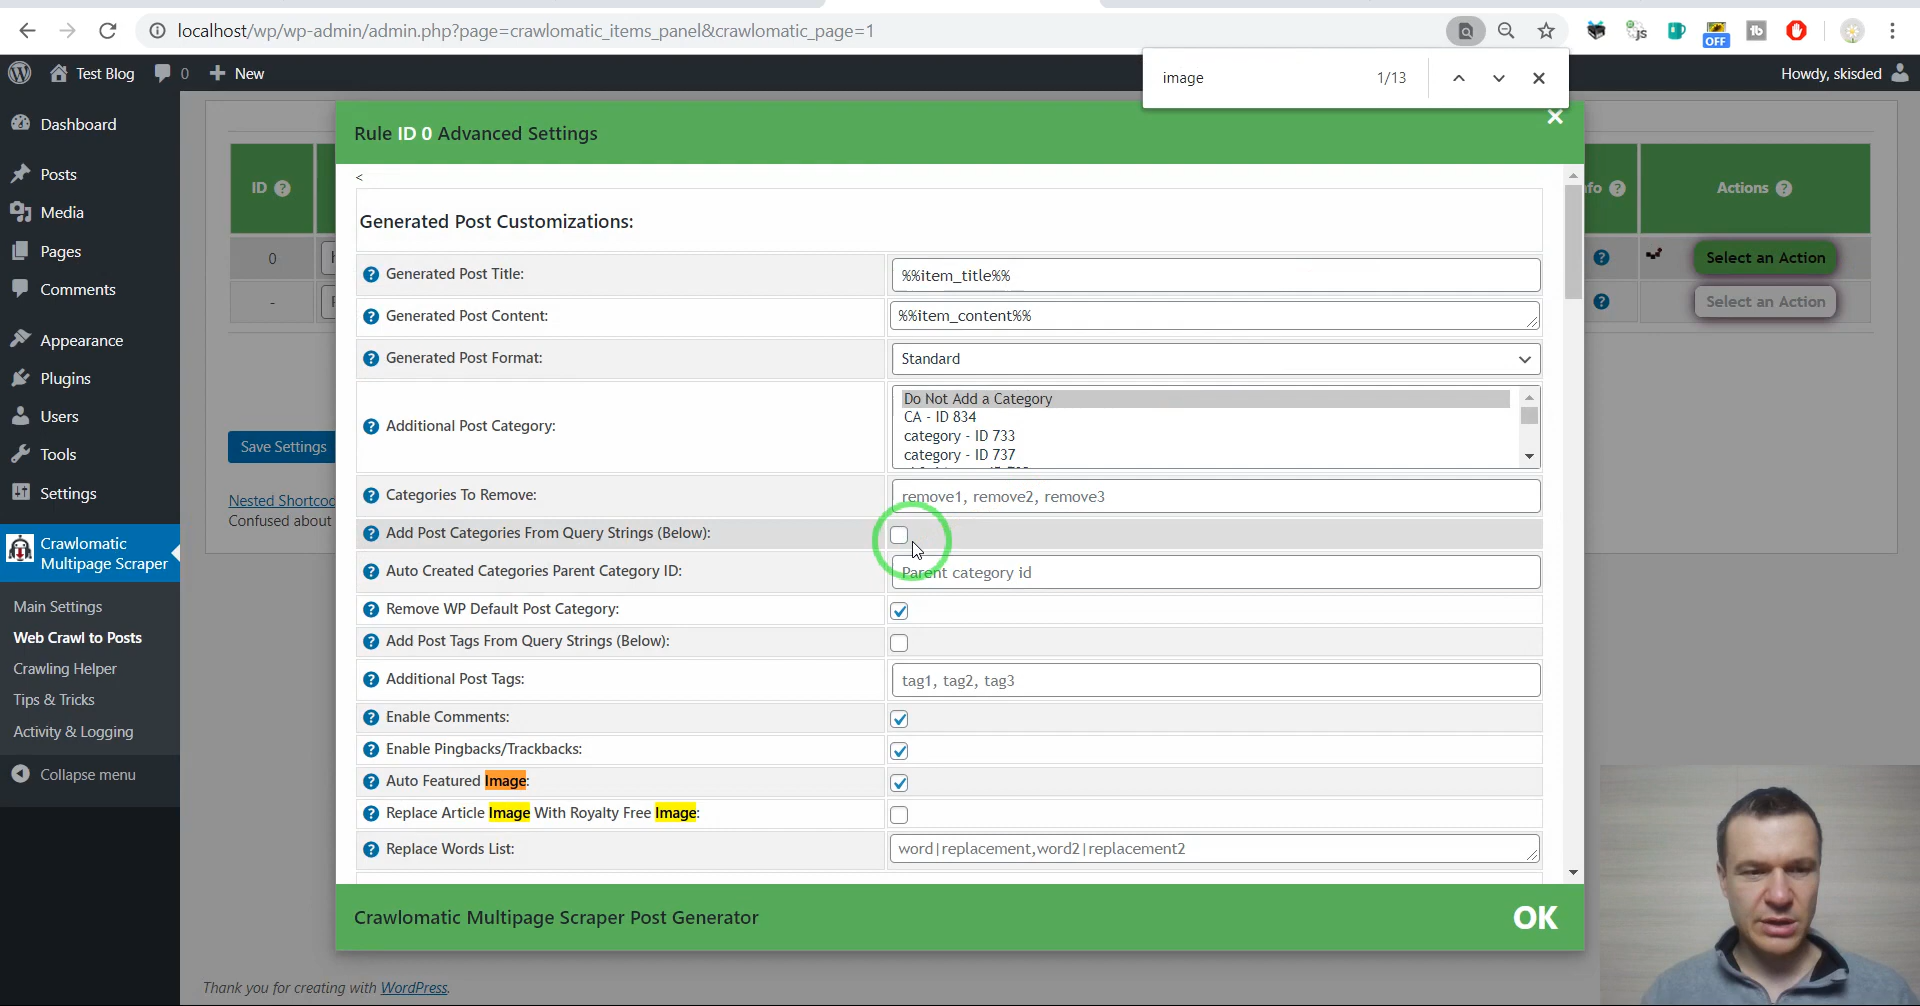 localhost/wp/wp-admin/admin.php?page=crawlomatic_items_panel&crawlomatic_page=1
JS
OFF
tb
Test Blog
0
New
image
1/13
Howdy, skisded
Dashboard
Posts
Media
Pages
Comments
Appearance
Plugins
Users
Tools
Settings
Crawlomatic
Multipage Scraper
Main Settings
Web Crawl to Posts
Crawling Helper
Tips & Tricks
Activity & Logging
Collapse menu
ID
0
-
Save Settings
Nested Shortcod
Confused about
Rule ID 0 Advanced Settings
<
Generated Post Customizations:
Generated Post Title:
%%item_title%%
Generated Post Content:
%%item_content%%
Generated Post Format:
Standard
Additional Post Category:
Do Not Add a Category
CA - ID 834
category - ID 733
category - ID 737
Categories To Remove:
remove1, remove2, remove3
Add Post Categories From Query Strings (Below):
Auto Created Categories Parent Category ID:
Parent category id
Remove WP Default Post Category:
Add Post Tags From Query Strings (Below):
Additional Post Tags:
tag1, tag2, tag3
Enable Comments:
Enable Pingbacks/Trackbacks:
Auto Featured Image:
Replace Article Image With Royalty Free Image:
Replace Words List:
word|replacement,word2|replacement2
Crawlomatic Multipage Scraper Post Generator
OK
fo
Actions
Select an Action
Select an Action
Thank you for creating with WordPress.